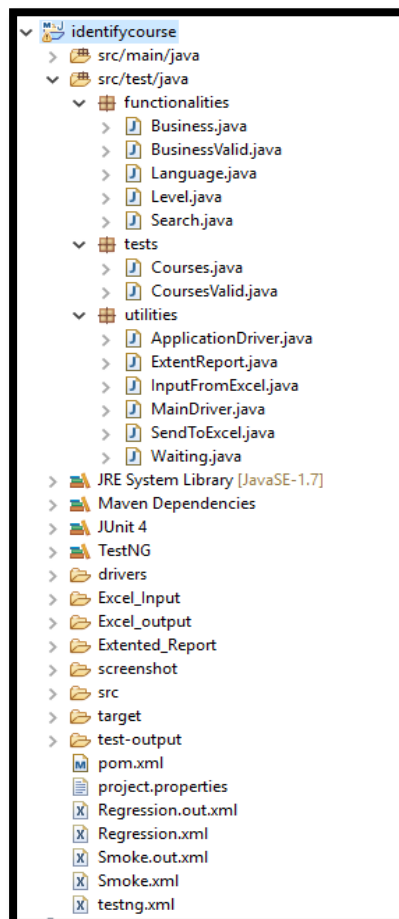 identifycourse
src/main/java
src/test/java
functionalities
Business.java
BusinessValid.java
Language.java
Level.java
Search.java
tests
Courses.java
CoursesValid.java
utilities
ApplicationDriver.java
ExtentReport.java
InputFromExcel.java
MainDriver.java
SendToExcel.java
Waiting.java
JRE System Library [JavaSE-1.7]
Maven Dependencies
JUnit 4
TestNG
drivers
Excel_Input
Excel_output
Extented_Report
screenshot
src
target
test-output
pom.xml
project.properties
Regression.out.xml
Regression.xml
Smoke.out.xml
Smoke.xml
testng.xml